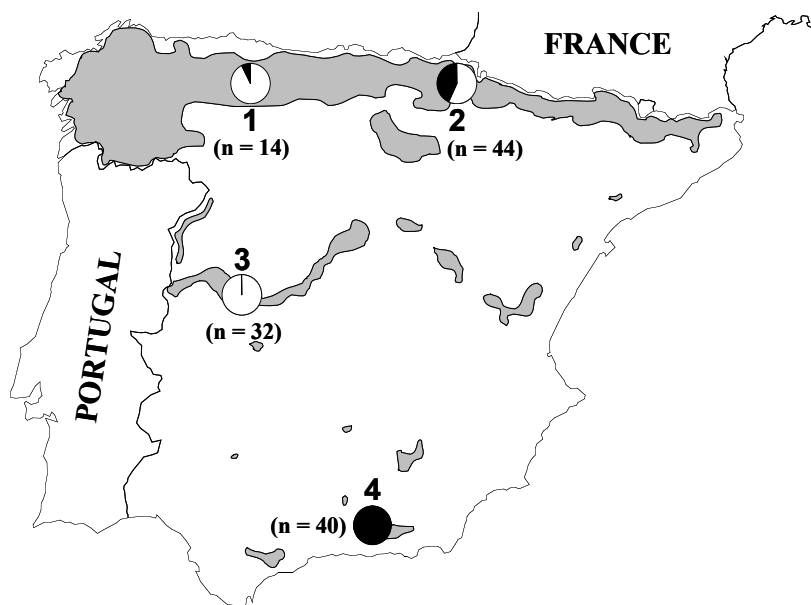 FRANCE
1
(n = 14)
2
(n = 44)
3
(n = 32)
PORTUGAL
4
(n = 40)